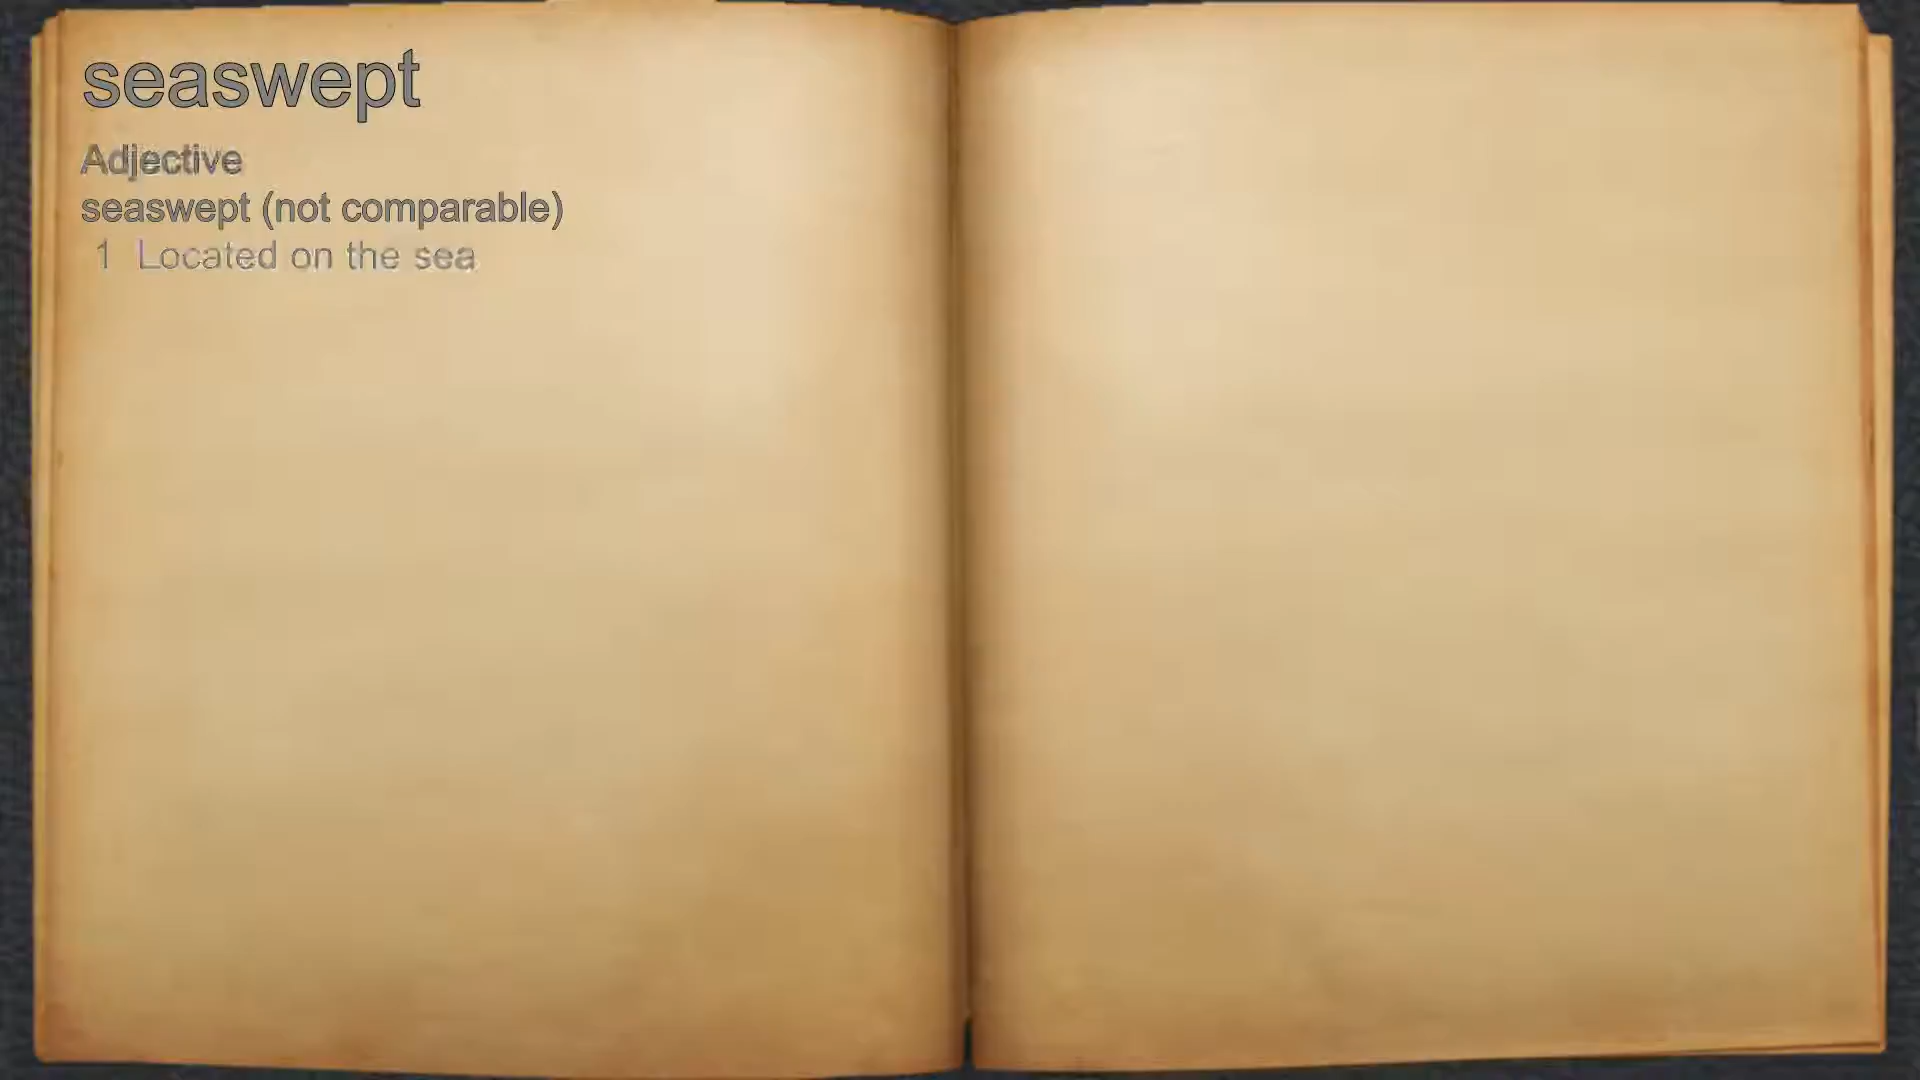 seaswept
Adjective
seaswept (not comparable)
1 Located on the sea